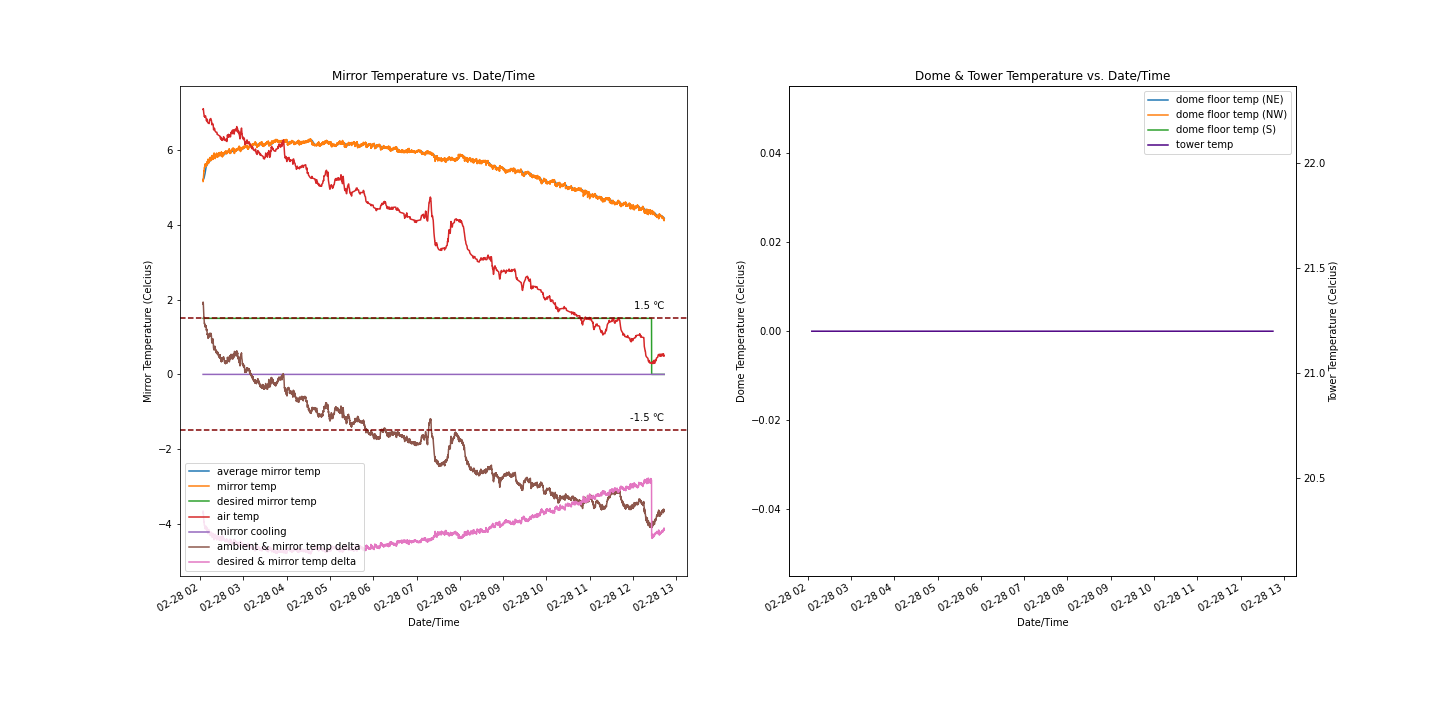 Mirror Temperature vs. Date/Time
Mirror Temperature (Celcius)
6
4
2
0
−2
−4
1.5 °C
-1.5 °C
average mirror temp
mirror temp
desired mirror temp
air temp
mirror cooling
ambient & mirror temp delta
desired & mirror temp delta
02-28 02
02-28 03
02-28 04
02-28 05
02-28 06
02-28 07
02-28 08
02-28 09
02-28 10
02-28 11
02-28 12
02-28 13
Date/Time
Dome & Tower Temperature vs. Date/Time
Dome Temperature (Celcius)
0.04
0.02
0.00
−0.02
−0.04
dome floor temp (NE)
dome floor temp (NW)
dome floor temp (S)
tower temp
22.0
21.5
21.0
20.5
Tower Temperature (Celcius)
02-28 02
02-28 03
02-28 04
02-28 05
02-28 06
02-28 07
02-28 08
02-28 09
02-28 10
02-28 11
02-28 12
02-28 13
Date/Time